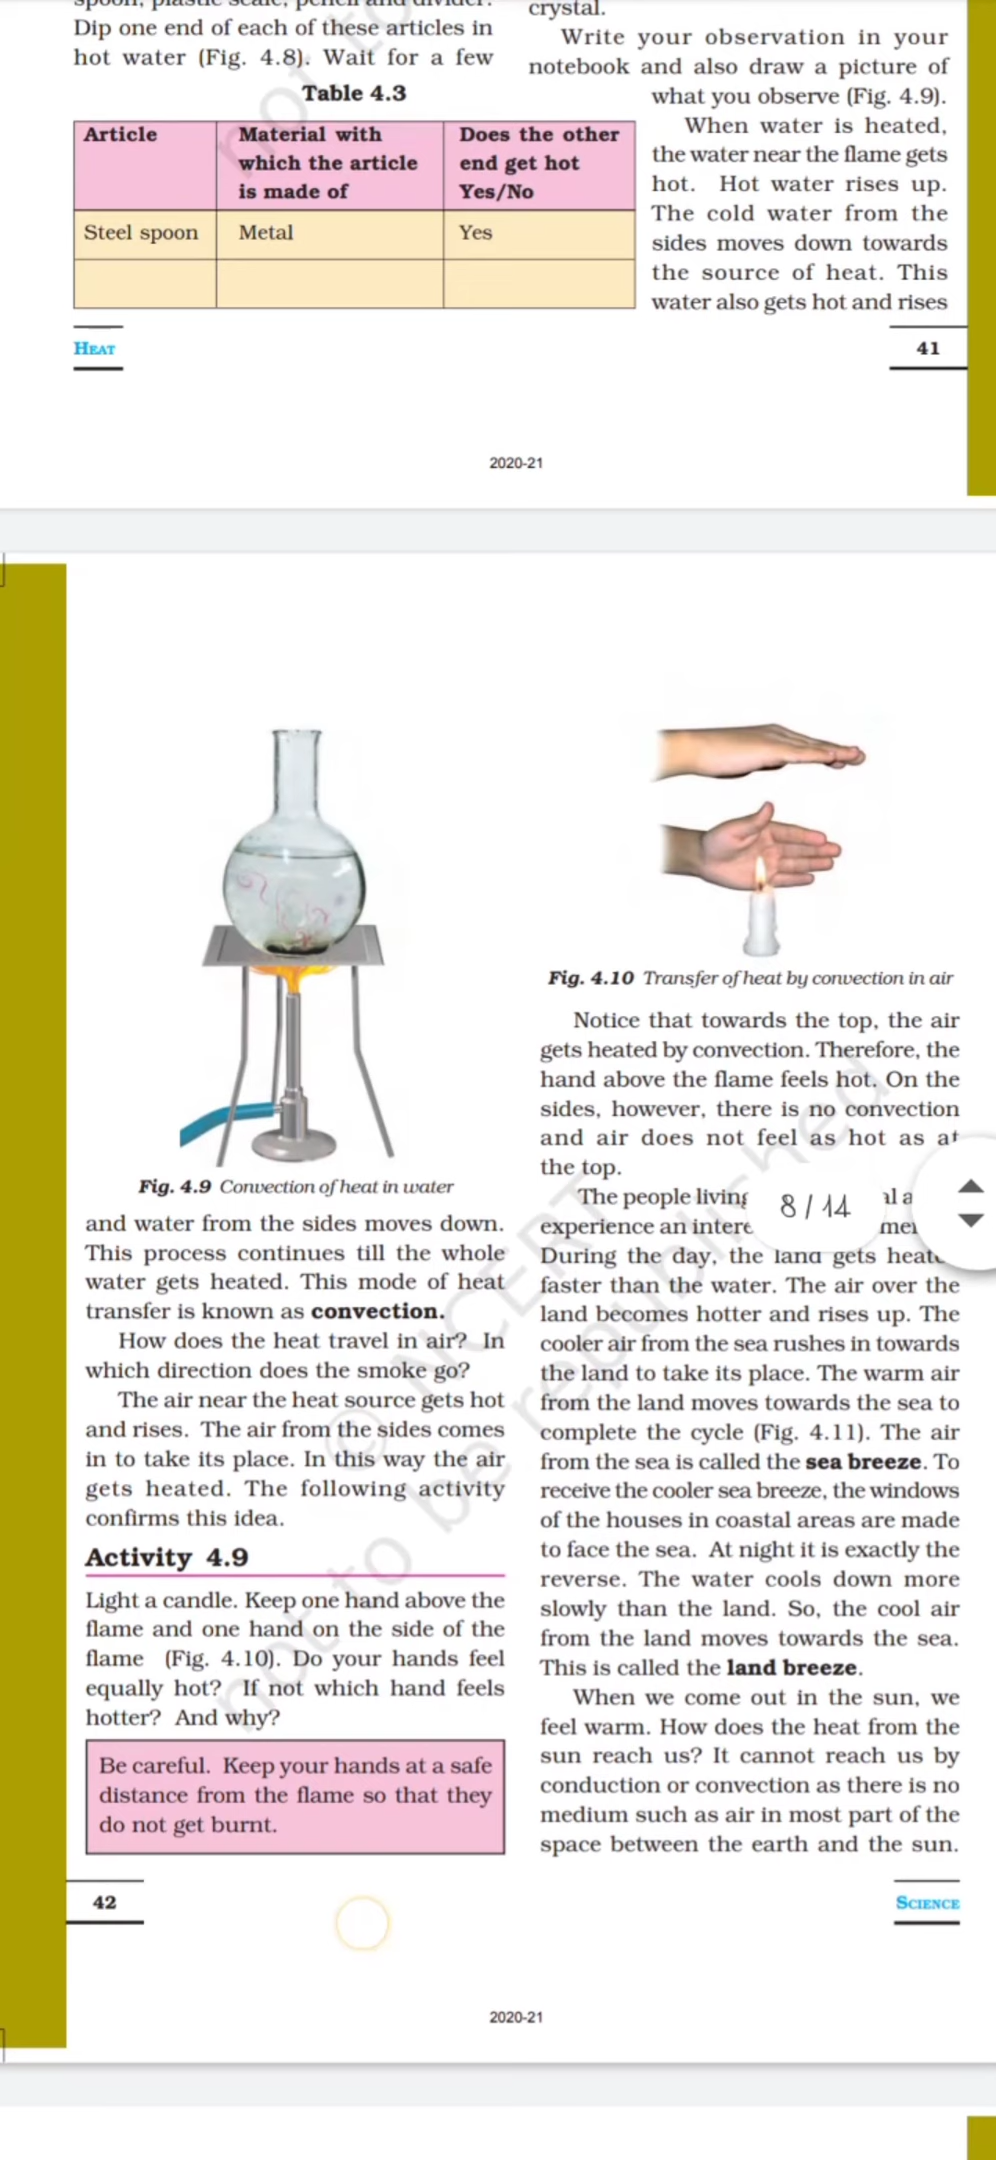 Dip one end of each of these articles in
hot water (Fig. 4.8). Wait for a few
Table 4.3
Article
Material with
which the article
is made of
Does the other
end get hot
Yes/No
Steel spoon Metal Yes
HEAT
crystal.
Write your observation in your
notebook and also draw a picture of
what you observe (Fig. 4.9).
When water is heated,
the water near the flame gets
hot. Hot water rises up.
The cold water from the
sides moves down towards
the source of heat. This
water also gets hot and rises
41
2020-21
Fig. 4.9 Convection of heat in water
and water from the sides moves down.
This process continues till the whole
water gets heated. This mode of heat
transfer is known as convection.
How does the heat travel in air? In
which direction does the smoke go?
The air near the heat source gets hot
and rises. The air from the sides comes
in to take its place. In this way the air
gets heated. The following activity
confirms this idea.
Activity 4.9
Light a candle. Keep one hand above the
flame and one hand on the side of the
flame (Fig. 4.10). Do your hands feel
equally hot? If not which hand feels
hotter? And why?
Be careful. Keep your hands at a safe
distance from the flame so that they
do not get burnt.
42
Fig. 4.10 Transfer of heat by convection in air
Notice that towards the top, the air
gets heated by convection. Therefore, the
hand above the flame feels hot. On the
sides, however, there is no convection
and air does not feel as hot as at
the top.
The people living
8 / 14
experience an
During the day, the land gets
faster than the water. The air over the
land becomes hotter and rises up. The
cooler air from the sea rushes in towards
the land to take its place. The warm air
from the land moves towards the sea to
complete the cycle (Fig. 4.11). The air
from the sea is called the sea breeze. To
receive the cooler sea breeze, the windows
of the houses in coastal areas are made
to face the sea. At night it is exactly the
reverse. The water cools down more
slowly than the land. So, the cool air
from the land moves towards the sea.
This is called the land breeze.
When we come out in the sun, we
feel warm. How does the heat from the
sun reach us? It cannot reach us by
conduction or convection as there is no
medium such as air in most part of the
space between the earth and the sun.
SCIENCE
2020-21
© NCERT
not to be republished